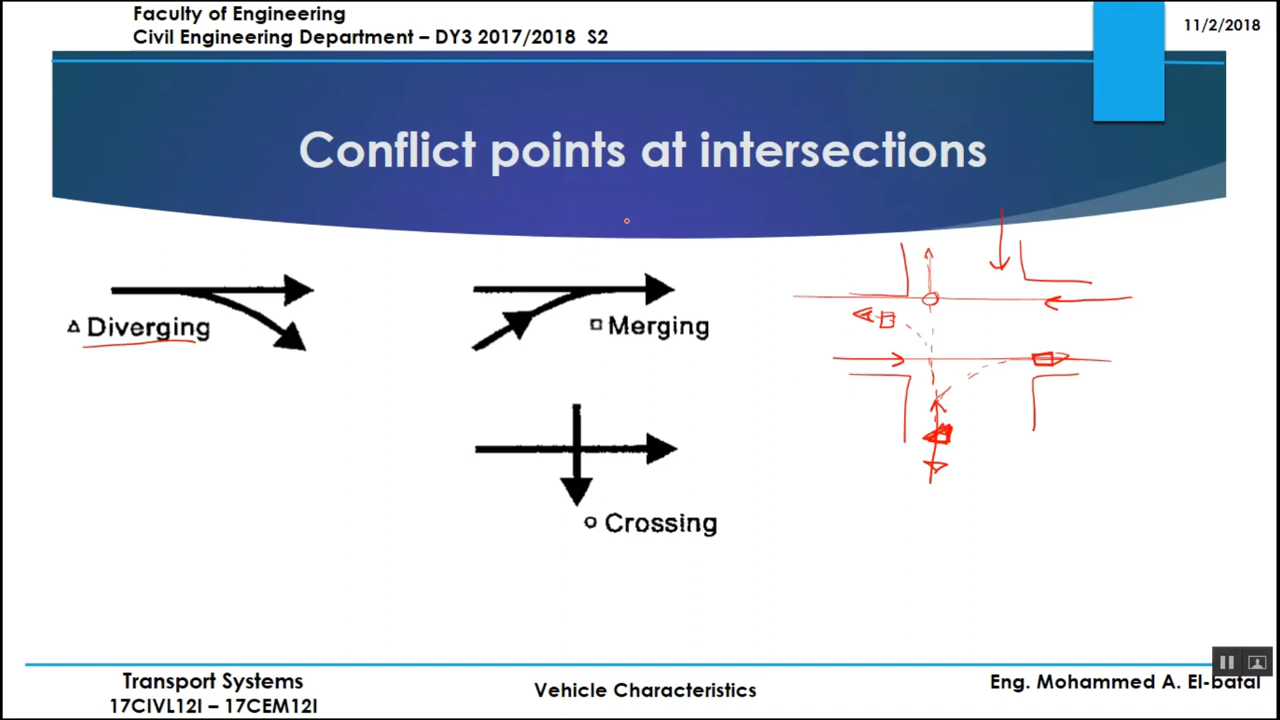 Faculty of Engineering
Civil Engineering Department – DY3 2017/2018 S2
11/2/2018
Conflict points at intersections
Diverging
Merging
Crossing
Transport Systems
17CIVL12I – 17CEM12I
Vehicle Characteristics
Eng. Mohammed A. El-batal